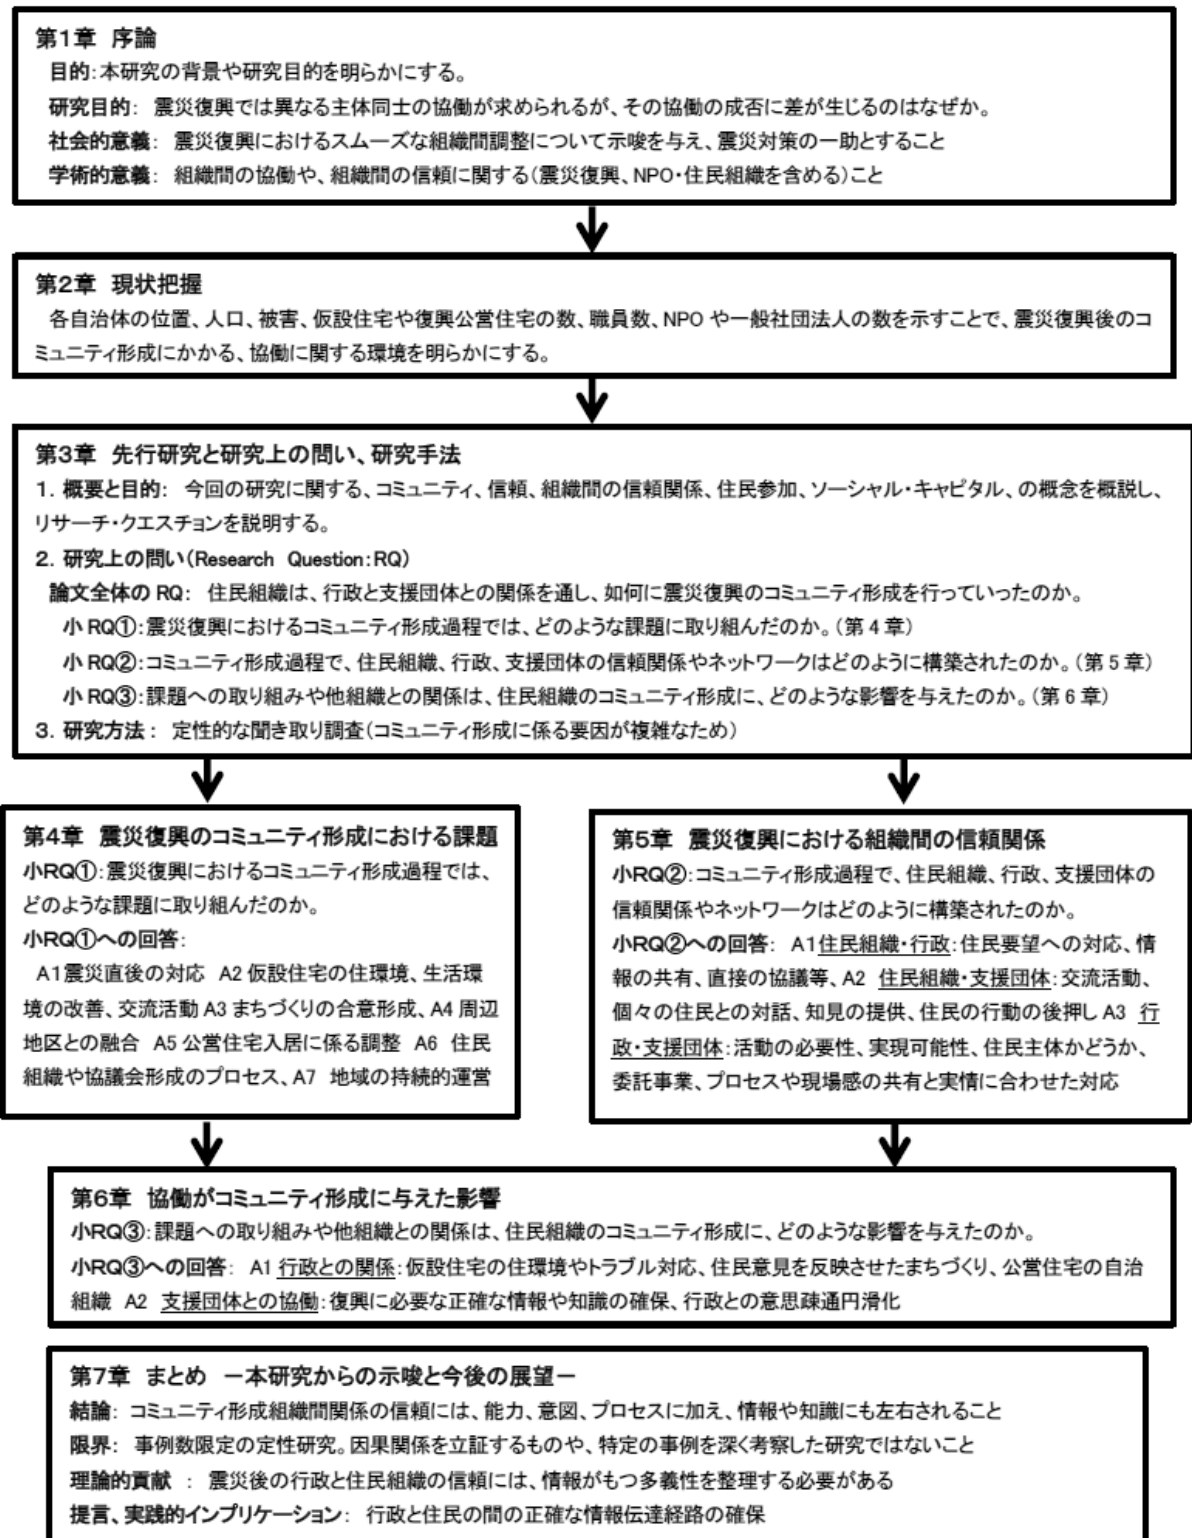 第1章 序論
目的：本研究の背景や研究目的を明らかにする。
研究目的： 震災復興では異なる主体同士の協働が求められるが、その協働の成否に差が生じるのはなぜか。
社会的意義： 震災復興におけるスムーズな組織間調整について示唆を与え、震災対策の一助とすること
学術的意義： 組織間の協働や、組織間の信頼に関する（震災復興、NPO・住民組織を含める）こと
第2章 現状把握
各自治体の位置、人口、被害、仮設住宅や復興公営住宅の数、職員数、NPO や一般社団法人の数を示すことで、震災復興後のコ
ミュニティ形成にかかる、協働に関する環境を明らかにする。
第3章 先行研究と研究上の問い、研究手法
1．概要と目的： 今回の研究に関する、コミュニティ、信頼、組織間の信頼関係、住民参加、ソーシャル・キャピタル、の概念を概説し、
リサーチ・クエスチョンを説明する。
2．研究上の問い（Research Question：RQ）
論文全体の RQ： 住民組織は、行政と支援団体との関係を通し、如何に震災復興のコミュニティ形成を行っていったのか。
小 RQ①：震災復興におけるコミュニティ形成過程では、どのような課題に取り組んだのか。（第 4 章）
小 RQ②：コミュニティ形成過程で、住民組織、行政、支援団体の信頼関係やネットワークはどのように構築されたのか。（第 5 章）
小 RQ③：課題への取り組みや他組織との関係は、住民組織のコミュニティ形成に、どのような影響を与えたのか。（第 6 章）
3．研究方法： 定性的な聞き取り調査（コミュニティ形成に係る要因が複雑なため）
第4章 震災復興のコミュニティ形成における課題
小RQ①：震災復興におけるコミュニティ形成過程では、
どのような課題に取り組んだのか。
小RQ①への回答：
A1震災直後の対応 A2 仮設住宅の住環境、生活環
境の改善、交流活動 A3 まちづくりの合意形成、A4 周辺
地区との融合 A5 公営住宅入居に係る調整 A6 住民
組織や協議会形成のプロセス、A7 地域の持続的運営
第5章 震災復興における組織間の信頼関係
小RQ②：コミュニティ形成過程で、住民組織、行政、支援団体の
信頼関係やネットワークはどのように構築されたのか。
小RQ②への回答： A1住民組織・行政：住民要望への対応、情
報の共有、直接の協議等、A2 住民組織・支援団体：交流活動、
個々の住民との対話、知見の提供、住民の行動の後押し A3 行
政・支援団体：活動の必要性、実現可能性、住民主体かどうか、
委託事業、プロセスや現場感の共有と実情に合わせた対応
第6章 協働がコミュニティ形成に与えた影響
小RQ③：課題への取り組みや他組織との関係は、住民組織のコミュニティ形成に、どのような影響を与えたのか。
小RQ③への回答： A1 行政との関係：仮設住宅の住環境やトラブル対応、住民意見を反映させたまちづくり、公営住宅の自治
組織 A2 支援団体との協働：復興に必要な正確な情報や知識の確保、行政との意思疎通円滑化
第7章 まとめ －本研究からの示唆と今後の展望－
結論： コミュニティ形成組織間関係の信頼には、能力、意図、プロセスに加え、情報や知識にも左右されること
限界： 事例数限定の定性研究。因果関係を立証するものや、特定の事例を深く考察した研究ではないこと
理論的貢献 ： 震災後の行政と住民組織の信頼には、情報がもつ多義性を整理する必要がある
提言、実践的インプリケーション： 行政と住民の間の正確な情報伝達経路の確保